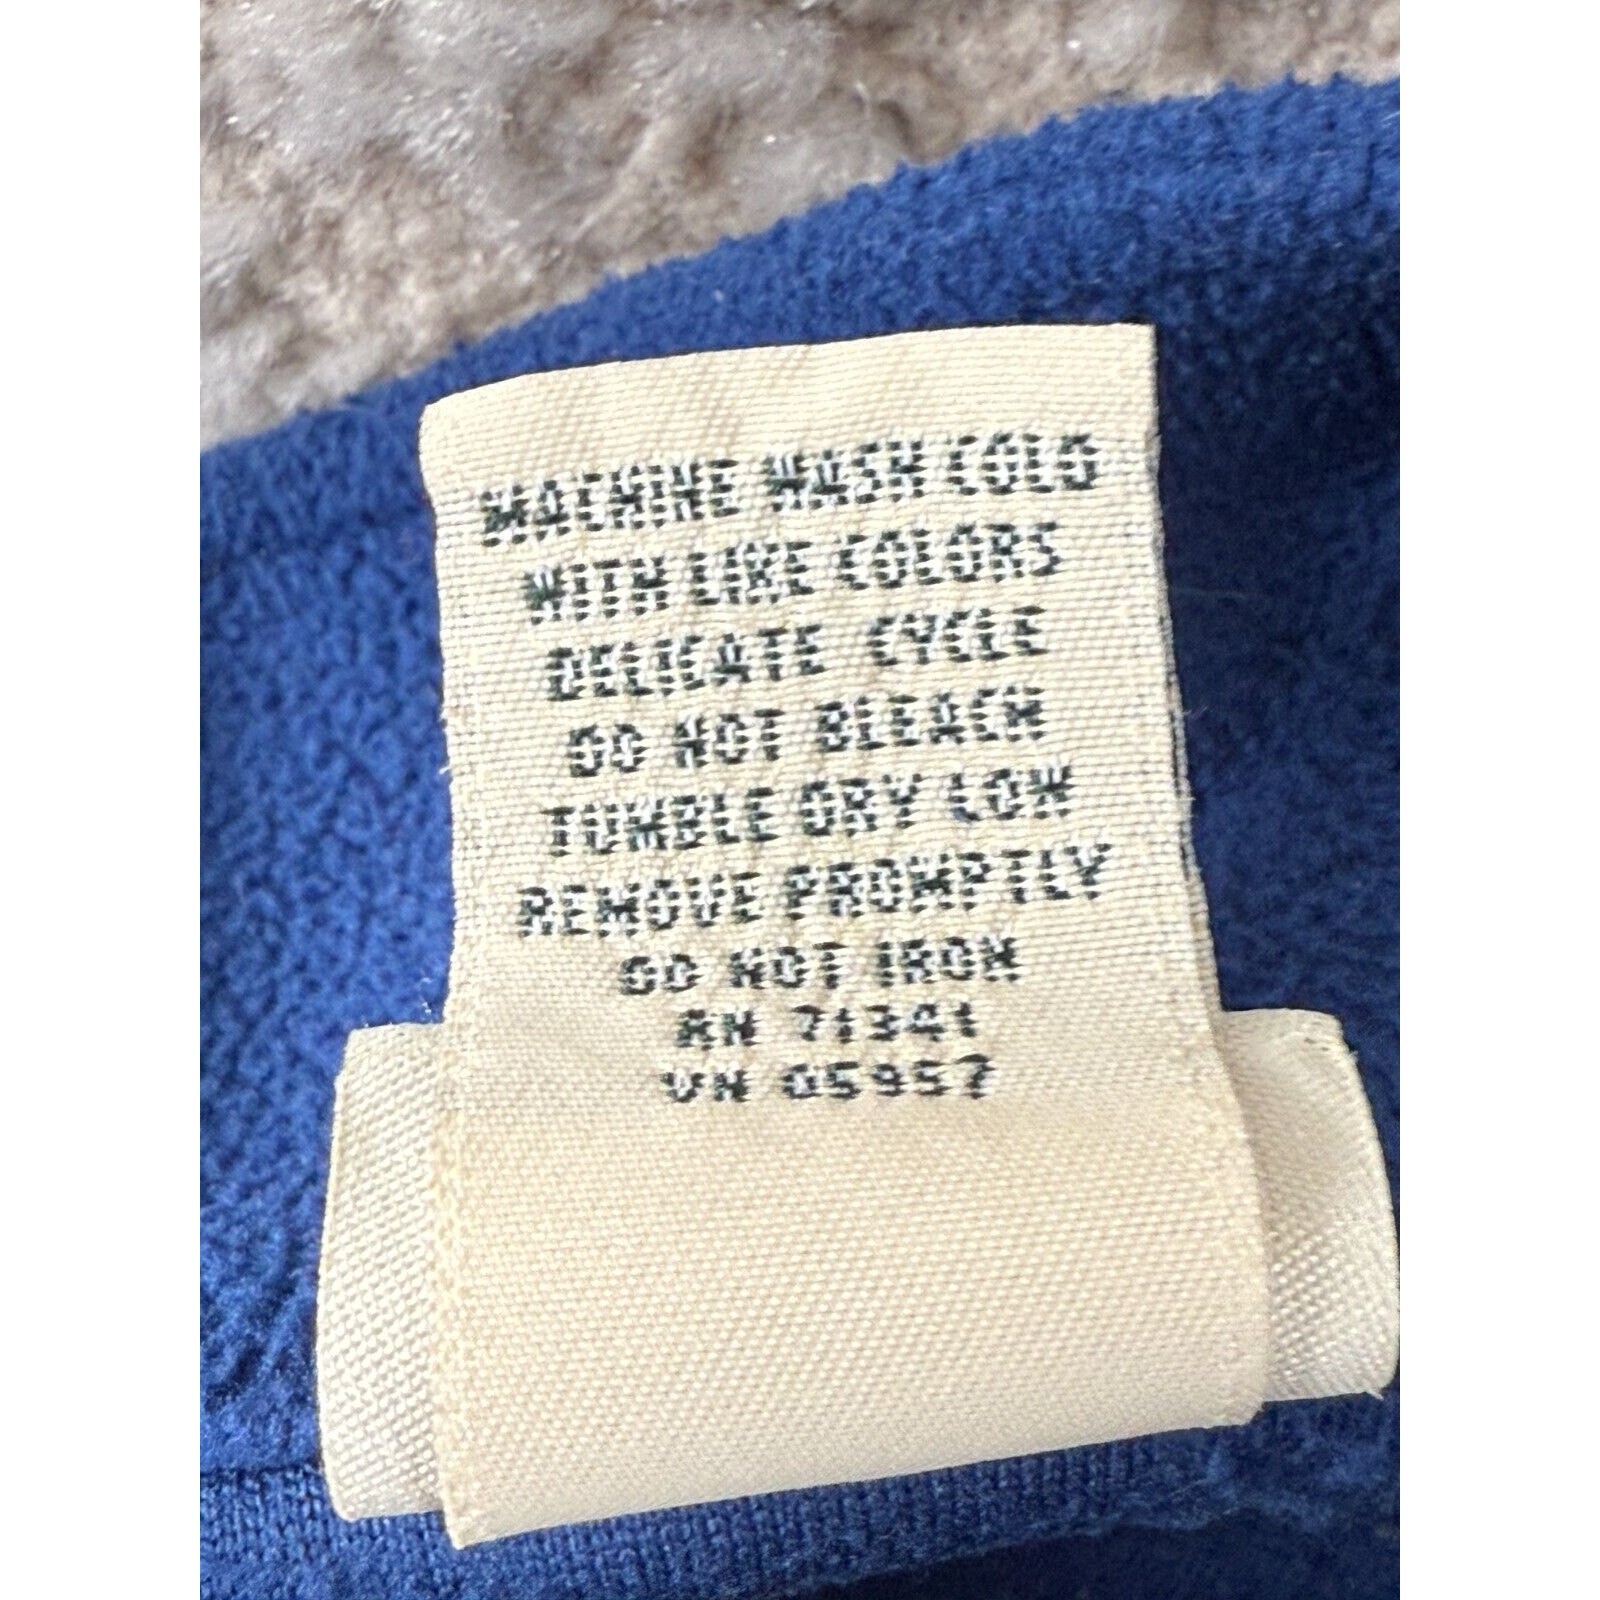 MACHINE WASH COLD
WITH LIKE COLORS
DELICATE CYCLE
DO NOT BLEACH
TUMBLE DRY LOW
REMOVE PROMPTLY
DO NOT IRON
RN 71341
VN 05957